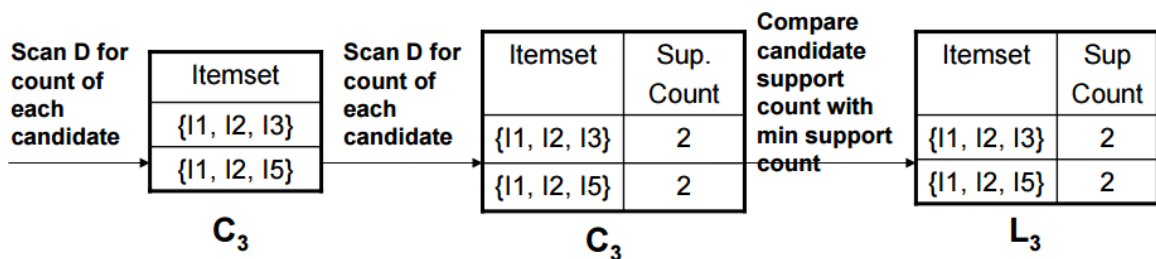 Scan D for
count of
each
candidate
Itemset
{I1, I2, I3}
{I1, I2, I5}
C3
Scan D for
count of
each
candidate
Itemset Sup.
Count
{I1, I2, I3} 2
{I1, I2, I5} 2
C3
Compare
candidate
support
count with
min support
count
Itemset Sup
Count
{I1, I2, I3} 2
{I1, I2, I5} 2
L3